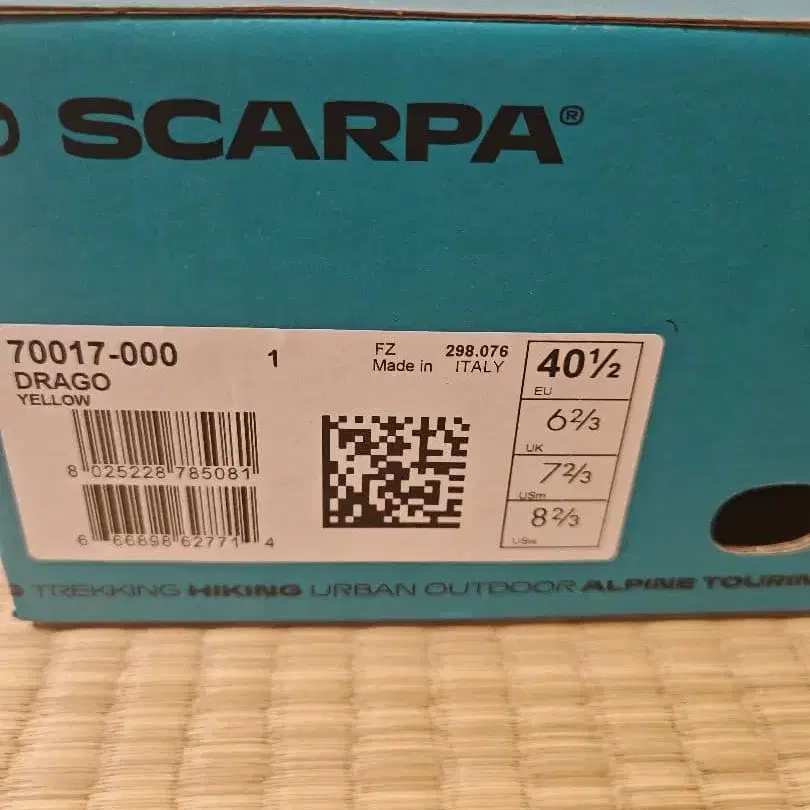 SCARPA®
70017-000 1 FZ 298.076
DRAGO Made in ITALY
YELLOW
8 025228 785081
6 66898 62771 4
40½
EU
6⅔
UK
7⅔
USm
8⅔
USw
TREKKING HIKING URBAN OUTDOOR ALPINE TOURIN